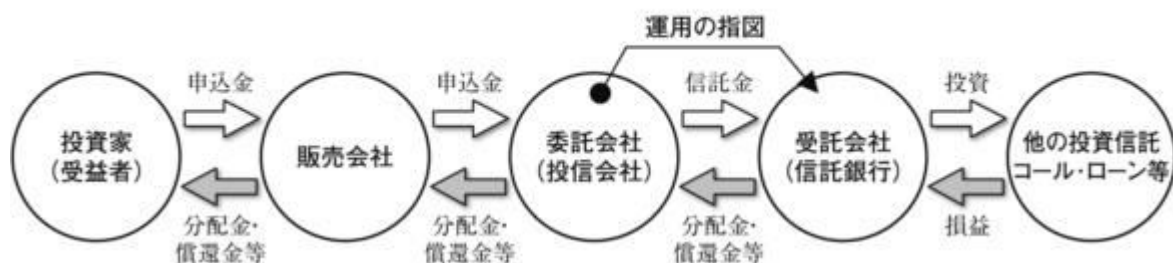 運用の指図
申込金
申込金
信託金
投資
投資家
(受益者)
販売会社
委託会社
(投信会社)
受託会社
(信託銀行)
他の投資信託
コール・ローン等
分配金・
償還金等
分配金・
償還金等
分配金・
償還金等
損益